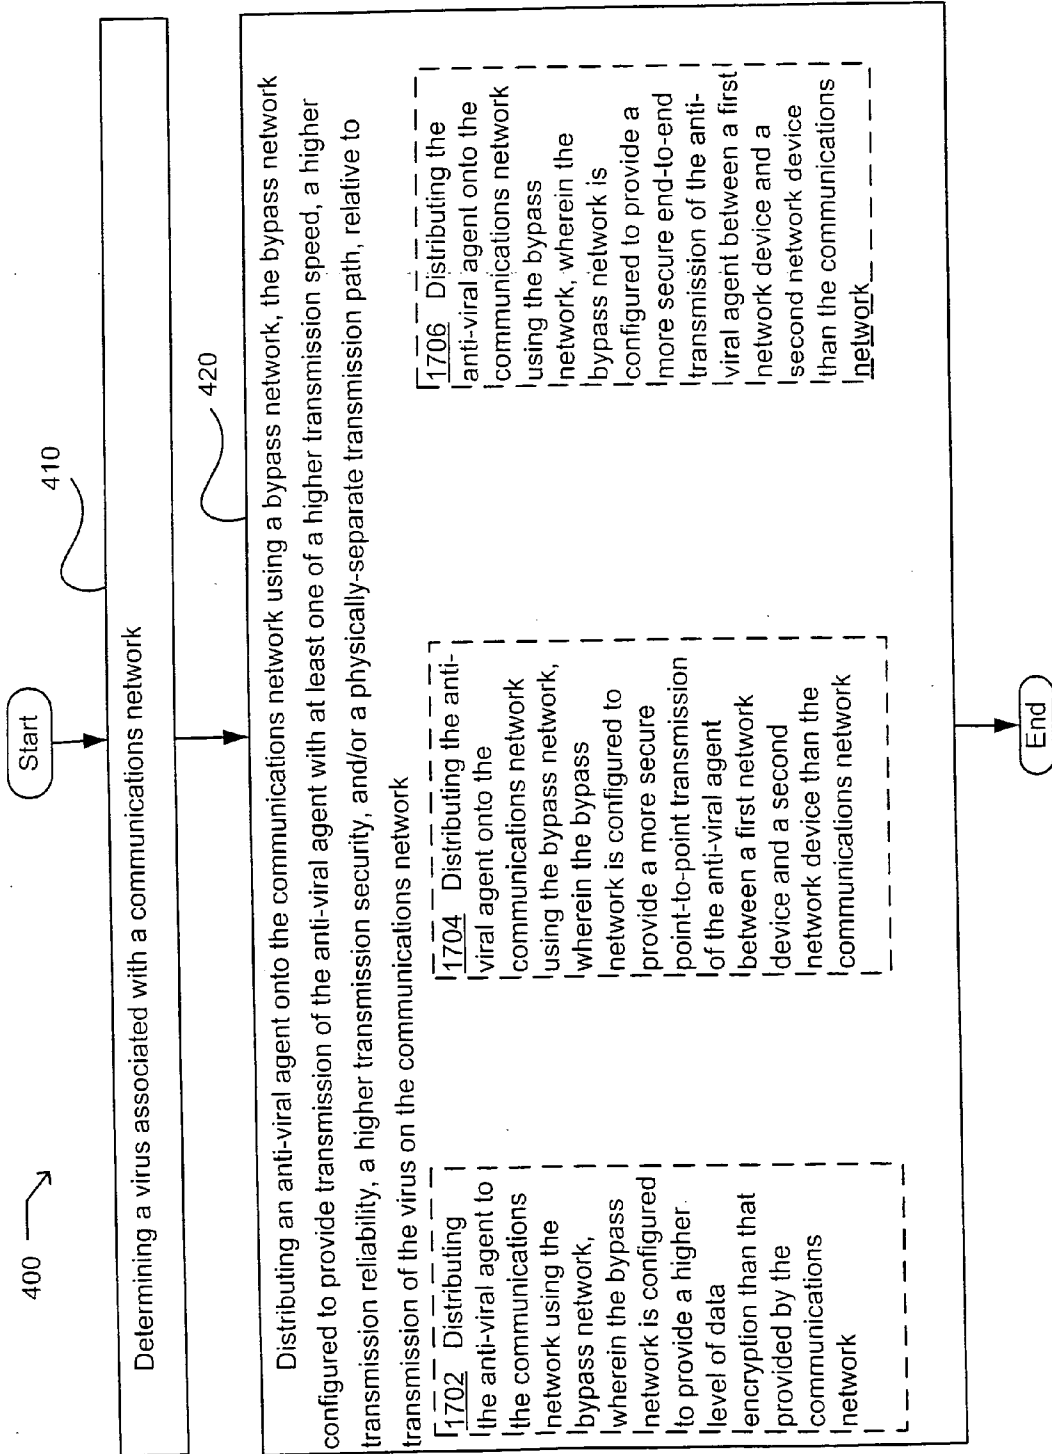 400
Start
410
Determining a virus associated with a communications network
420
Distributing an anti-viral agent onto the communications network using a bypass network, the bypass network
configured to provide transmission of the anti-viral agent with at least one of a higher transmission speed, a higher
transmission reliability, a higher transmission security, and/or a physically-separate transmission path, relative to
transmission of the virus on the communications network
1702 Distributing
the anti-viral agent to
the communications
network using the
bypass network,
wherein the bypass
network is configured
to provide a higher
level of data
encryption than that
provided by the
communications
network
1704 Distributing the anti-
viral agent onto the
communications network
using the bypass network,
wherein the bypass
network is configured to
provide a more secure
point-to-point transmission
of the anti-viral agent
between a first network
device and a second
network device than the
communications network
1706 Distributing the
anti-viral agent onto the
communications network
using the bypass
network, wherein the
bypass network is
configured to provide a
more secure end-to-end
transmission of the anti-
viral agent between a first
network device and a
second network device
than the communications
network
End